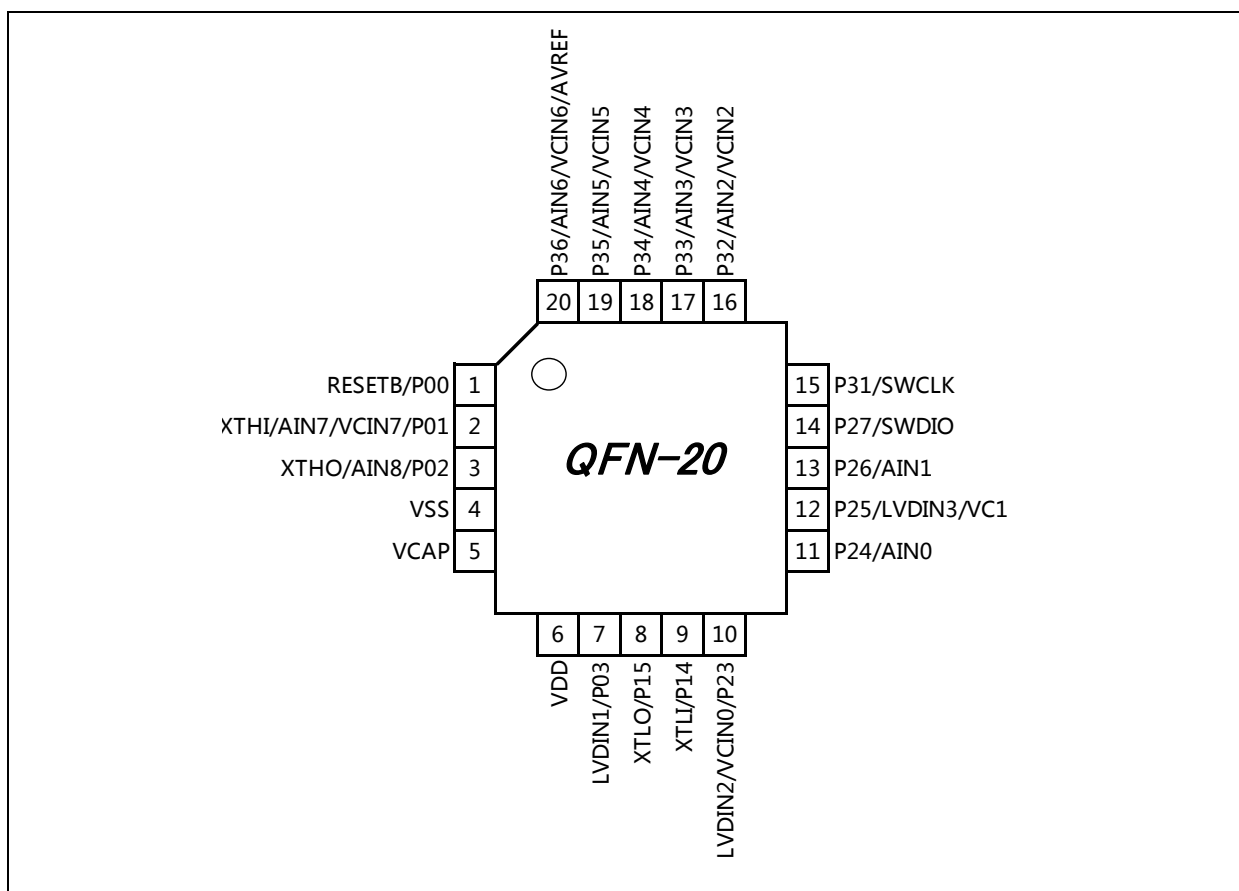 P36/AIN6/VCIN6/AVREF
P35/AIN5/VCIN5
P34/AIN4/VCIN4
P33/AIN3/VCIN3
P32/AIN2/VCIN2
20 19 18 17 16
RESETB/P00 1
XTHI/AIN7/VCIN7/P01 2
XTHO/AIN8/P02 3
VSS 4
VCAP 5
QFN-20
15 P31/SWCLK
14 P27/SWDIO
13 P26/AIN1
12 P25/LVDIN3/VC1
11 P24/AIN0
6 7 8 9 10
VDD
LVDIN1/P03
XTLO/P15
XTLI/P14
LVDIN2/VCIN0/P23